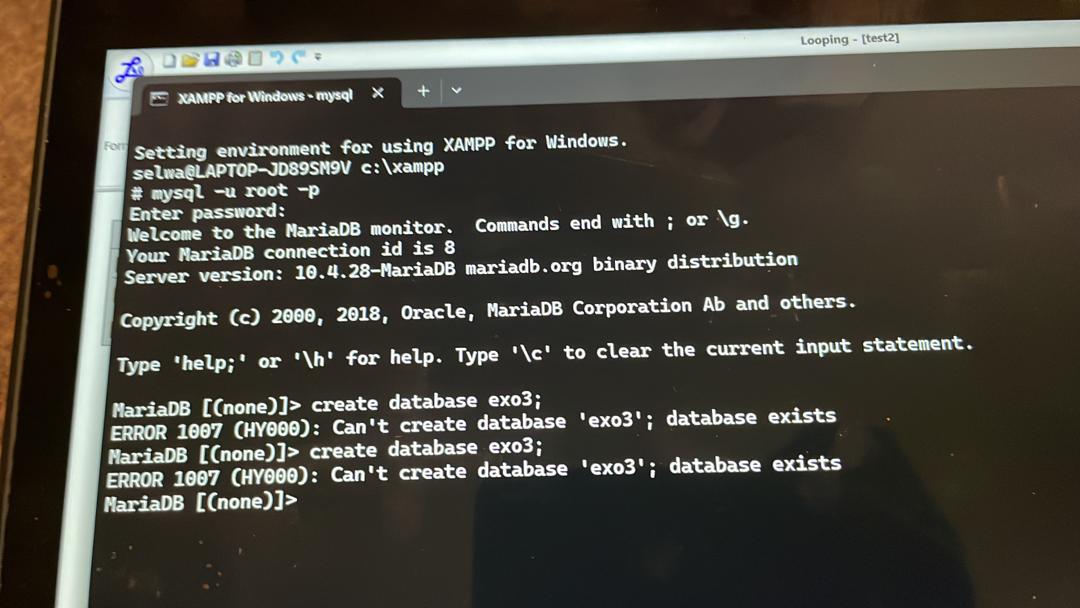 Looping - [test2]
XAMPP for Windows - mysql
Setting environment for using XAMPP for Windows.
selwa@LAPTOP-JD89SM9V c:\xampp
# mysql -u root -p
Enter password:
Welcome to the MariaDB monitor.  Commands end with ; or \g.
Your MariaDB connection id is 8
Server version: 10.4.28-MariaDB mariadb.org binary distribution
Copyright (c) 2000, 2018, Oracle, MariaDB Corporation Ab and others.
Type 'help;' or '\h' for help. Type '\c' to clear the current input statement.
MariaDB [(none)]> create database exo3;
ERROR 1007 (HY000): Can't create database 'exo3'; database exists
MariaDB [(none)]> create database exo3;
ERROR 1007 (HY000): Can't create database 'exo3'; database exists
MariaDB [(none)]>